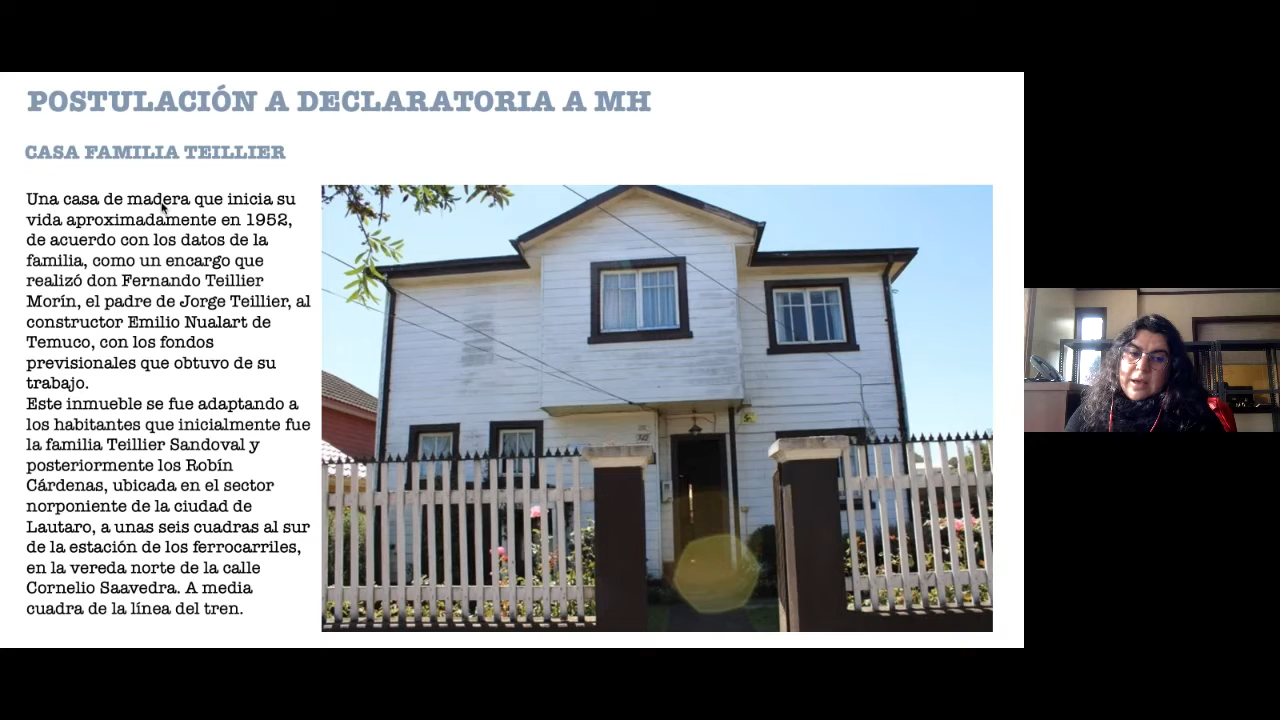 POSTULACIÓN A DECLARATORIA A MH
CASA FAMILIA TEILLIER
Una casa de madera que inicia su
vida aproximadamente en 1952,
de acuerdo con los datos de la
familia, como un encargo que
realizó don Fernando Teillier
Morín, el padre de Jorge Teillier, al
constructor Emilio Nualart de
Temuco, con los fondos
previsionales que obtuvo de su
trabajo.
Este inmueble se fue adaptando a
los habitantes que inicialmente fue
la familia Teillier Sandoval y
posteriormente los Robín
Cárdenas, ubicada en el sector
norponiente de la ciudad de
Lautaro, a unas seis cuadras al sur
de la estación de los ferrocarriles,
en la vereda norte de la calle
Cornelio Saavedra. A media
cuadra de la línea del tren.